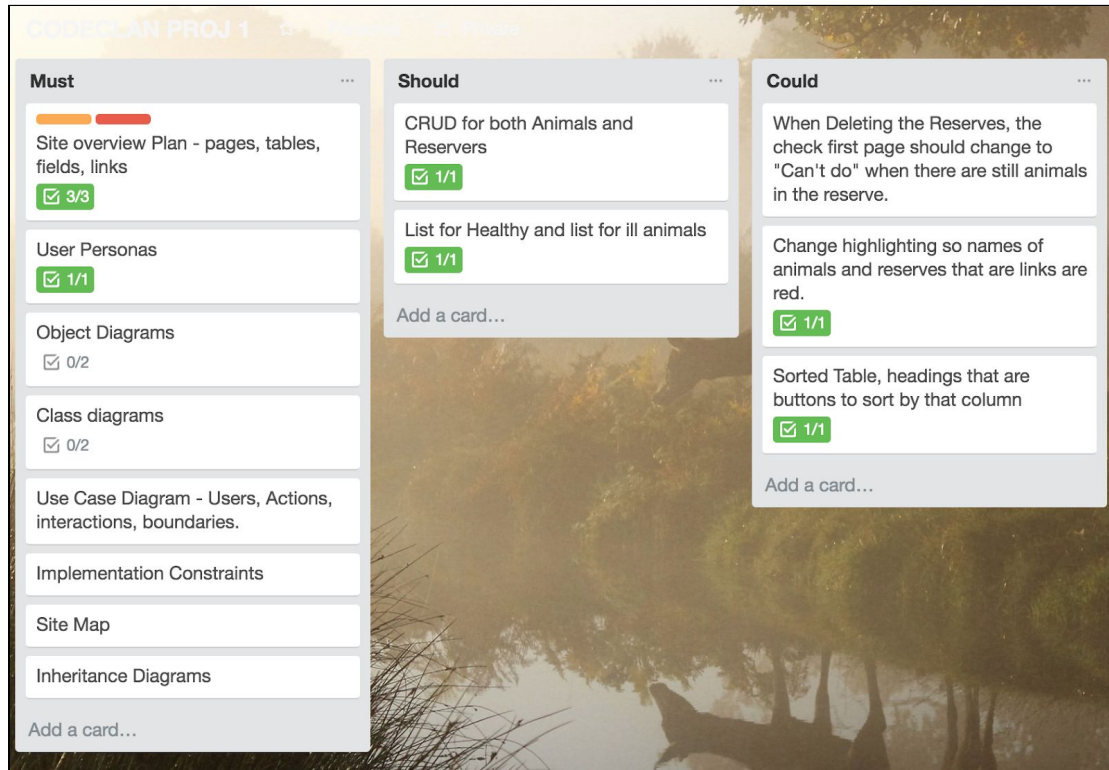 CODECLAN PROJ 1
Must
Site overview Plan - pages, tables,
fields, links
3/3
User Personas
1/1
Object Diagrams
0/2
Class diagrams
0/2
Use Case Diagram - Users, Actions,
interactions, boundaries.
Implementation Constraints
Site Map
Inheritance Diagrams
Add a card…
Should
CRUD for both Animals and
Reservers
1/1
List for Healthy and list for ill animals
1/1
Add a card…
Could
When Deleting the Reserves, the
check first page should change to
"Can't do" when there are still animals
in the reserve.
Change highlighting so names of
animals and reserves that are links are
red.
1/1
Sorted Table, headings that are
buttons to sort by that column
1/1
Add a card…